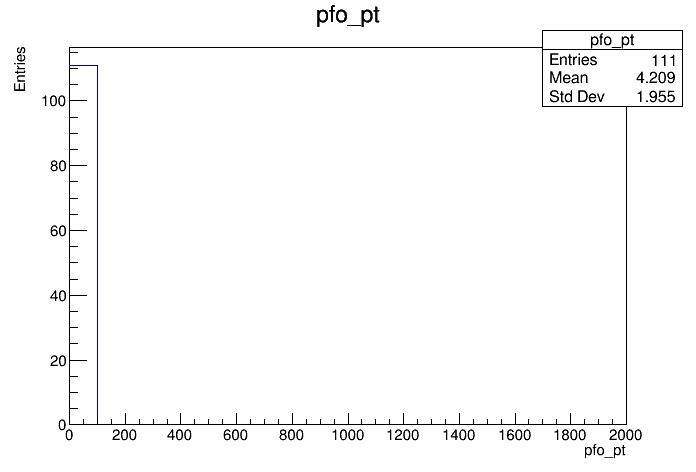 pfo_pt
pfo_pt
Entries 111
Mean 4.209
Std Dev 1.955
Entries
100
80
60
40
20
0
0 200 400 600 800 1000 1200 1400 1600 1800 2000
pfo_pt